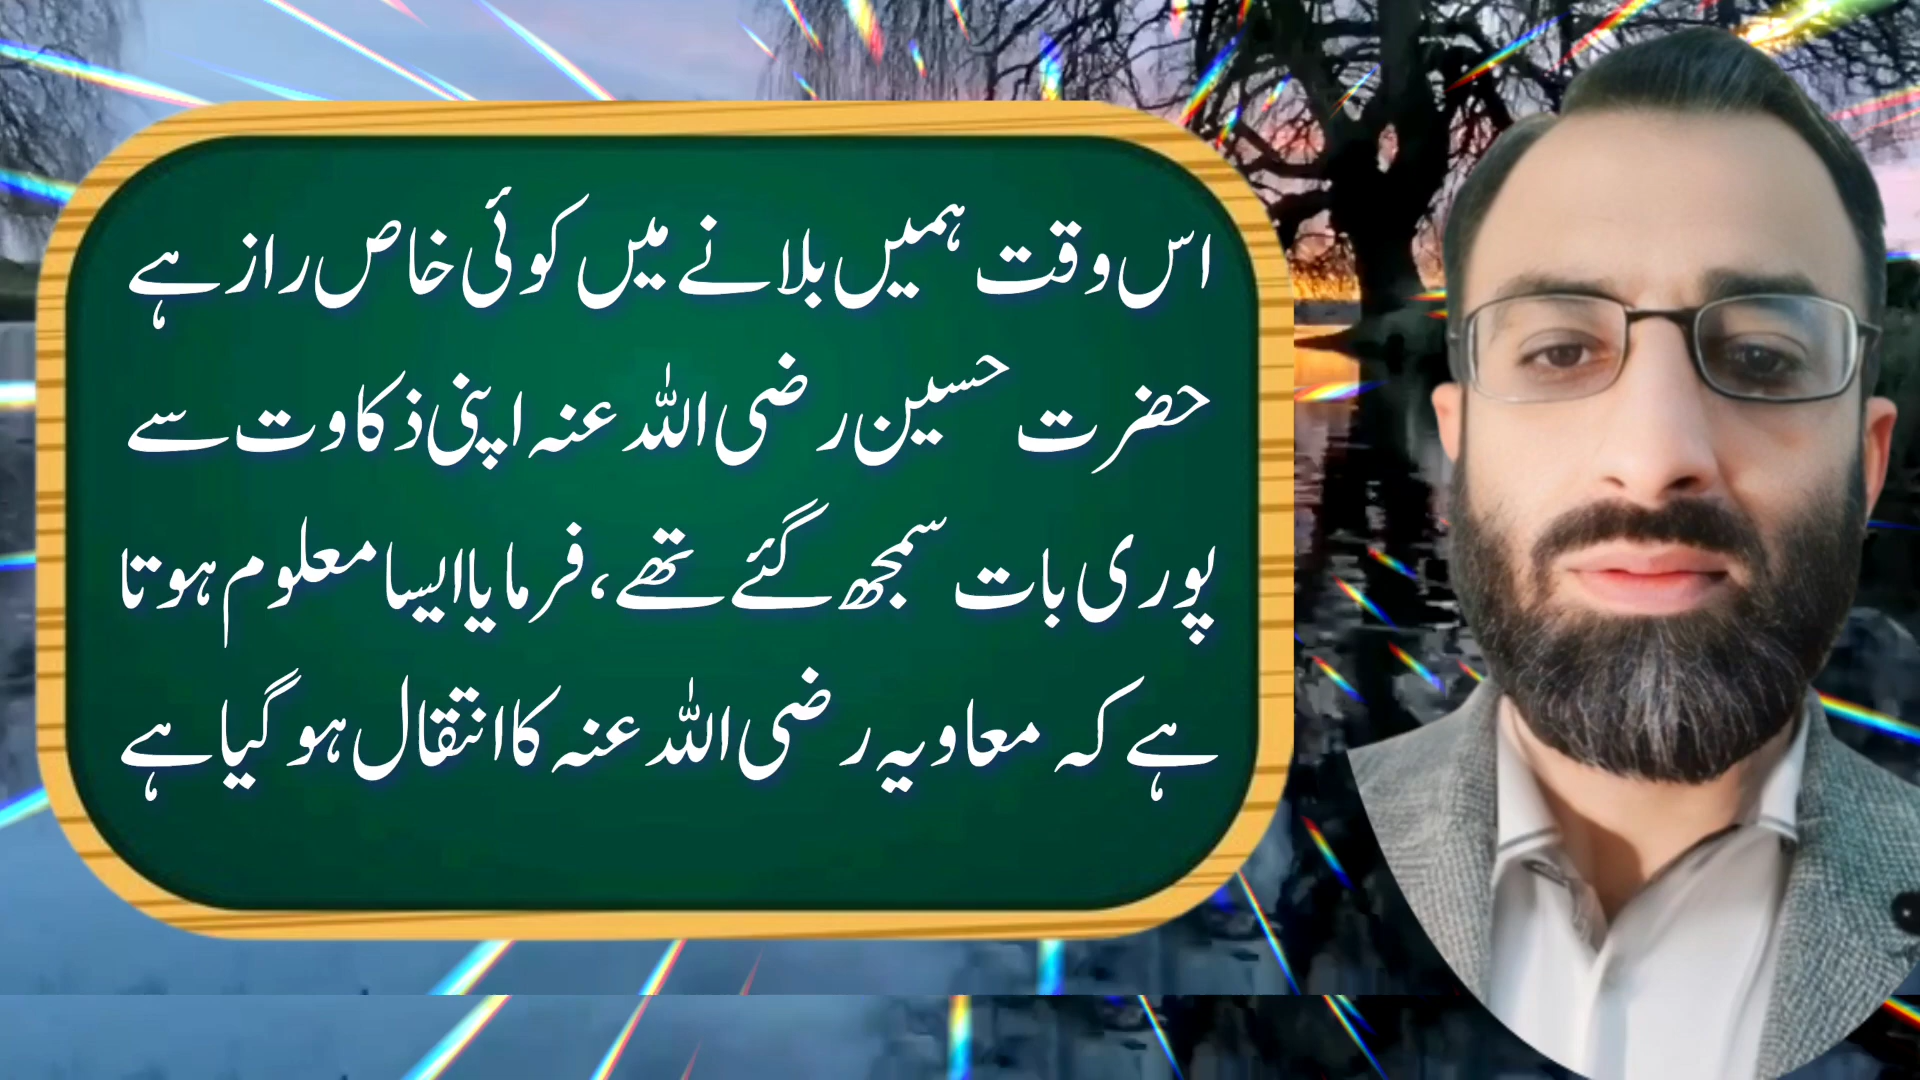 اس وقت ہمیں بلانے میں کوئی خاص راز ہے
حضرت حسین رضی اللہ عنہ اپنی ذکاوت سے
پوری بات سمجھ گئے تھے، فرمایا ایسا معلوم ہوتا
ہے کہ معاویہ رضی اللہ عنہ کا انتقال ہو گیا ہے